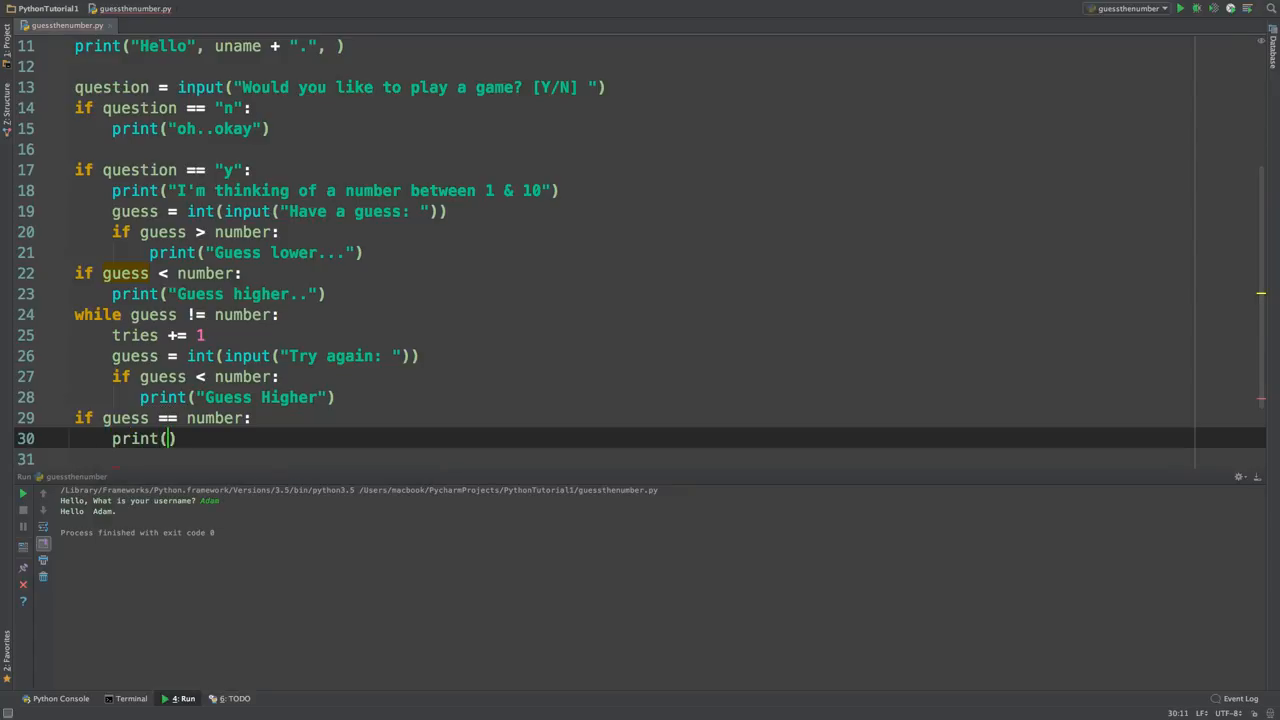 PythonTutorial1 guessthenumber.py guessthenumber
guessthenumber.py
1: Project
Z: Structure
2: Favorites
Database
11 print("Hello", uname + ".", )
12
13 question = input("Would you like to play a game? [Y/N] ")
14 if question == "n":
15 print("oh..okay")
16
17 if question == "y":
18 print("I'm thinking of a number between 1 & 10")
19 guess = int(input("Have a guess: "))
20 if guess > number:
21 print("Guess lower...")
22 if guess < number:
23 print("Guess higher..")
24 while guess != number:
25 tries += 1
26 guess = int(input("Try again: "))
27 if guess < number:
28 print("Guess Higher")
29 if guess == number:
30 print()
31
Run guessthenumber
/Library/Frameworks/Python.framework/Versions/3.5/bin/python3.5 /Users/macbook/PycharmProjects/PythonTutorial1/guessthenumber.py
Hello, What is your username? Adam
Hello Adam.
Process finished with exit code 0
Python Console Terminal 4: Run 6: TODO Event Log
30:11 LF÷ UTF-8÷